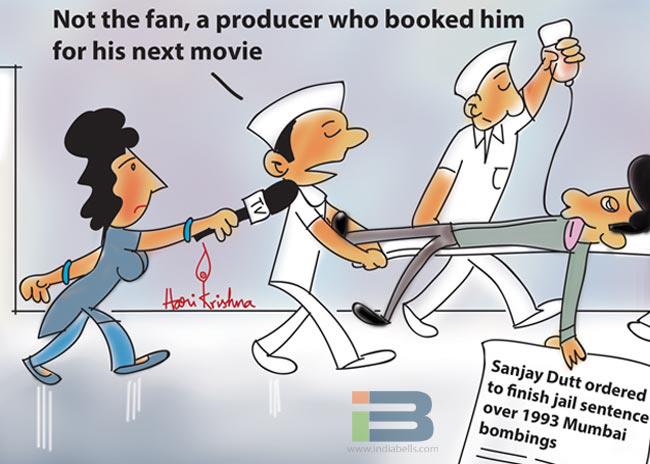 Not the fan, a producer who booked him
for his next movie
TV
Hari Krishna
Sanjay Dutt ordered
to finish jail sentence
over 1993 Mumbai
bombings
iB
www.indiabells.com